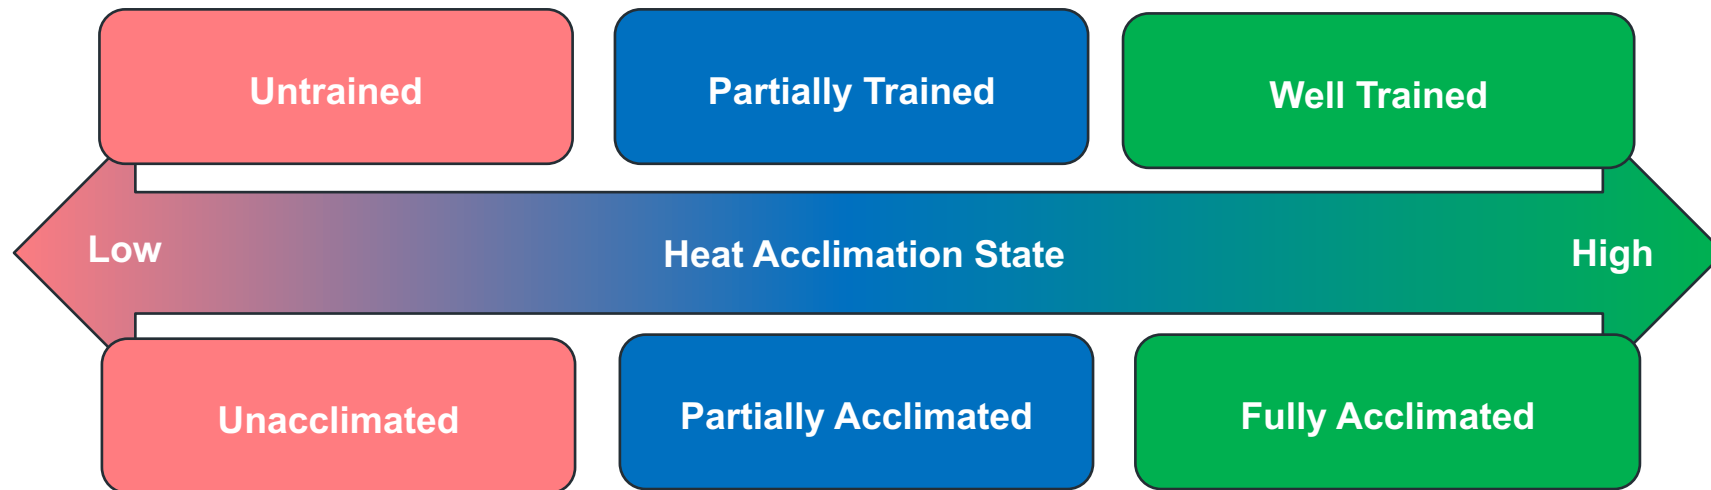 Untrained
Partially Trained
Well Trained
Low
Heat Acclimation State
High
Unacclimated
Partially Acclimated
Fully Acclimated